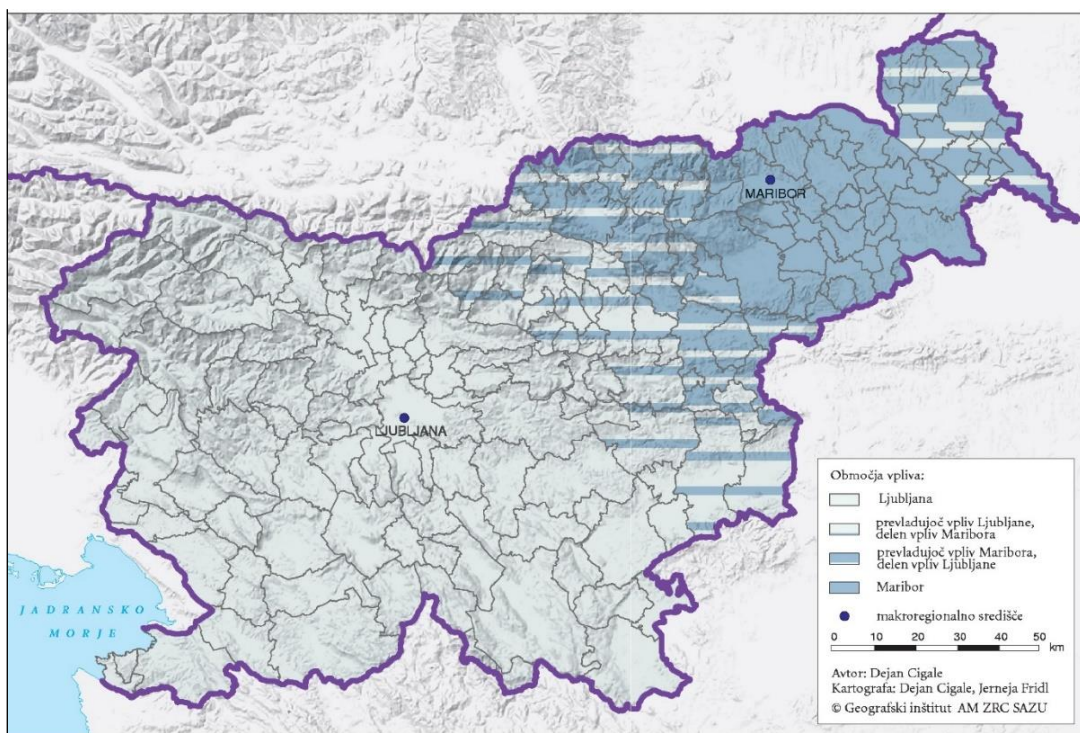 MARIBOR
LJUBLJANA
JADRANSKO
MORJE
Območja vpliva:
Ljubljana
prevladujoč vpliv Ljubljane,
delen vpliv Maribora
prevladujoč vpliv Maribora,
delen vpliv Ljubljane
Maribor
makroregionalno središče
0 10 20 30 40 50
km
Avtor: Dejan Cigale
Kartografa: Dejan Cigale, Jerneja Fridl
© Geografski inštitut AM ZRC SAZU